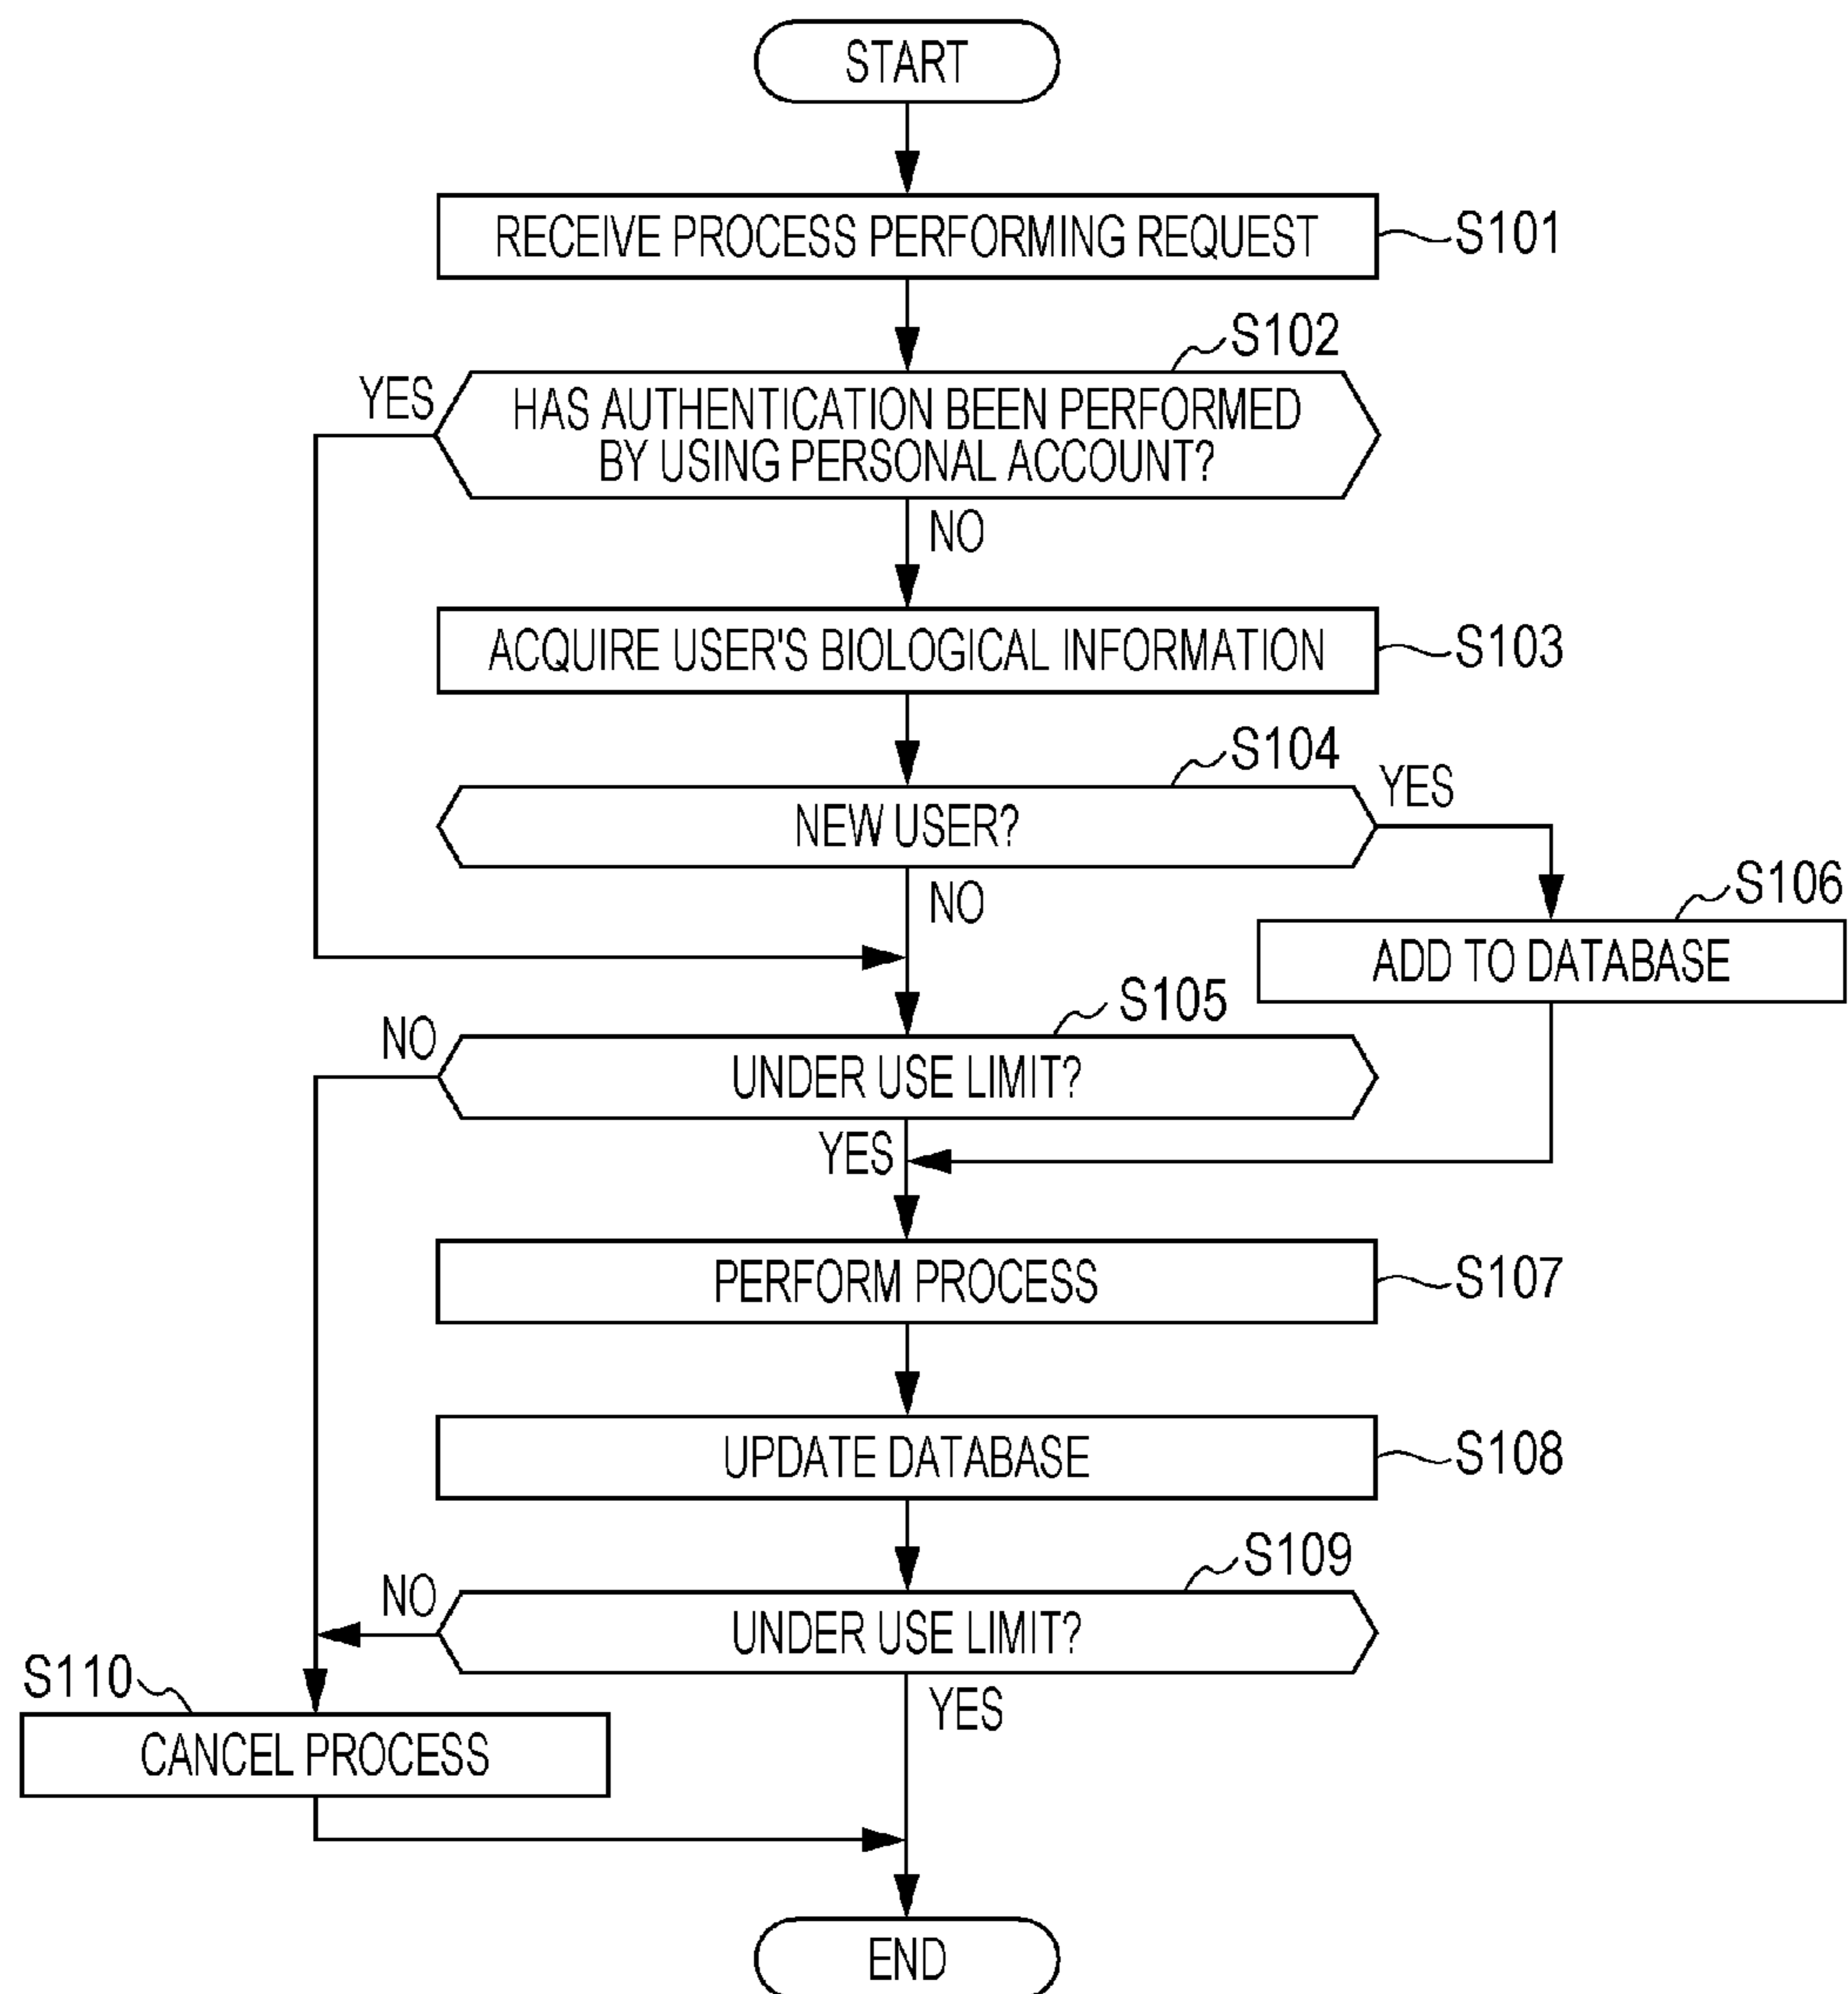 START
RECEIVE PROCESS PERFORMING REQUEST
S101
S102
YES
HAS AUTHENTICATION BEEN PERFORMED
BY USING PERSONAL ACCOUNT?
NO
ACQUIRE USER'S BIOLOGICAL INFORMATION
S103
S104
YES
NEW USER?
NO
S106
ADD TO DATABASE
S105
NO
UNDER USE LIMIT?
YES
PERFORM PROCESS
S107
UPDATE DATABASE
S108
S109
NO
UNDER USE LIMIT?
YES
S110
CANCEL PROCESS
END